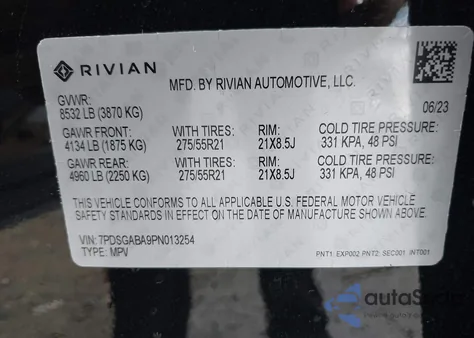 RIVIAN
MFD. BY RIVIAN AUTOMOTIVE, LLC.
GVWR:
8532 LB (3870 KG)
06/23
GAWR FRONT: WITH TIRES: RIM: COLD TIRE PRESSURE:
4134 LB (1875 KG) 275/55R21 21X8.5J 331 KPA, 48 PSI
GAWR REAR: WITH TIRES: RIM: COLD TIRE PRESSURE:
4960 LB (2250 KG) 275/55R21 21X8.5J 331 KPA, 48 PSI
THIS VEHICLE CONFORMS TO ALL APPLICABLE U.S. FEDERAL MOTOR VEHICLE
SAFETY STANDARDS IN EFFECT ON THE DATE OF MANUFACTURE SHOWN ABOVE.
VIN: 7PDSGABA9PN013254
TYPE: MPV
PNT1: EXP002 PNT2: SEC001 INT001